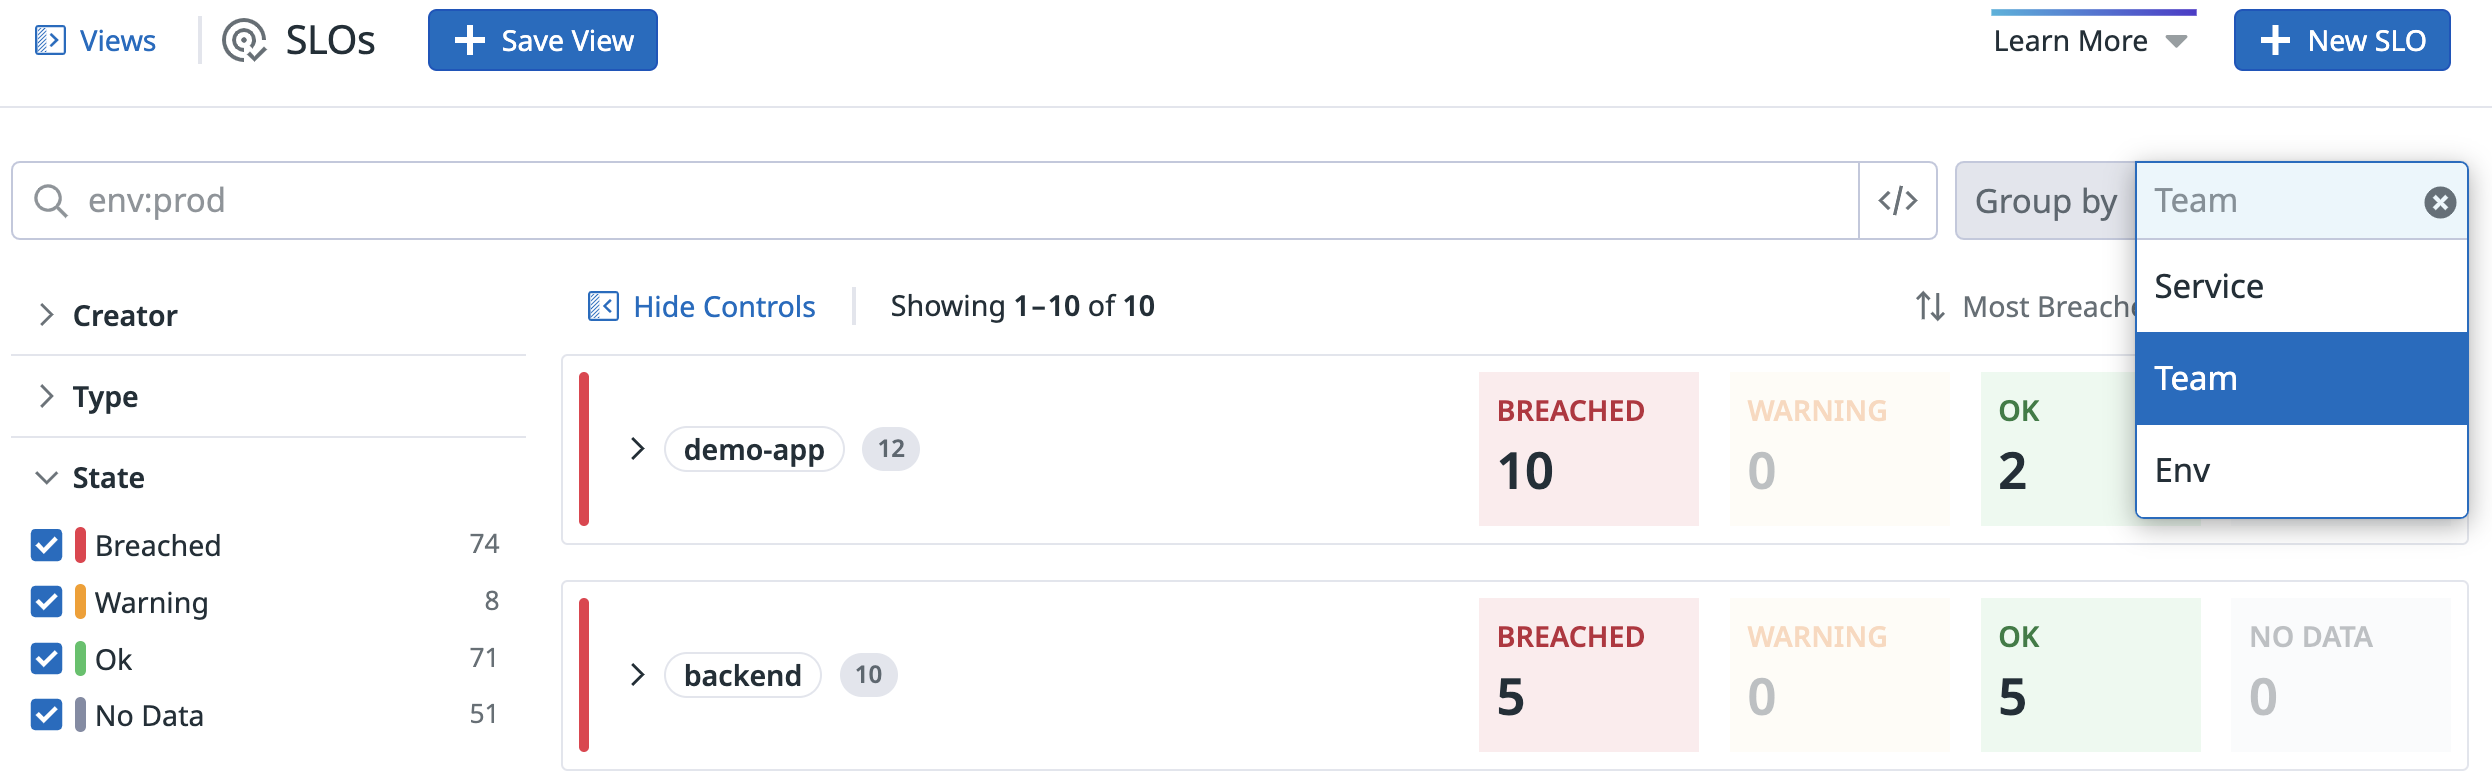 Views
SLOs
Save View
Learn More
New SLO
env:prod
</>
Group by
Team
Service
Team
Env
Creator
Type
State
Breached 74
Warning 8
Ok 71
No Data 51
Hide Controls
Showing 1–10 of 10
Most
demo-app 12
BREACHED
10
WARNING
0
OK
2
backend 10
BREACHED
5
WARNING
0
OK
5
NO DATA
0